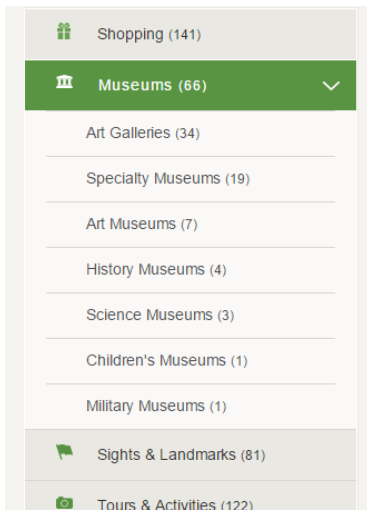 Shopping (141)
Museums (66)
Art Galleries (34)
Specialty Museums (19)
Art Museums (7)
History Museums (4)
Science Museums (3)
Children's Museums (1)
Military Museums (1)
Sights & Landmarks (81)
Tours & Activities (122)